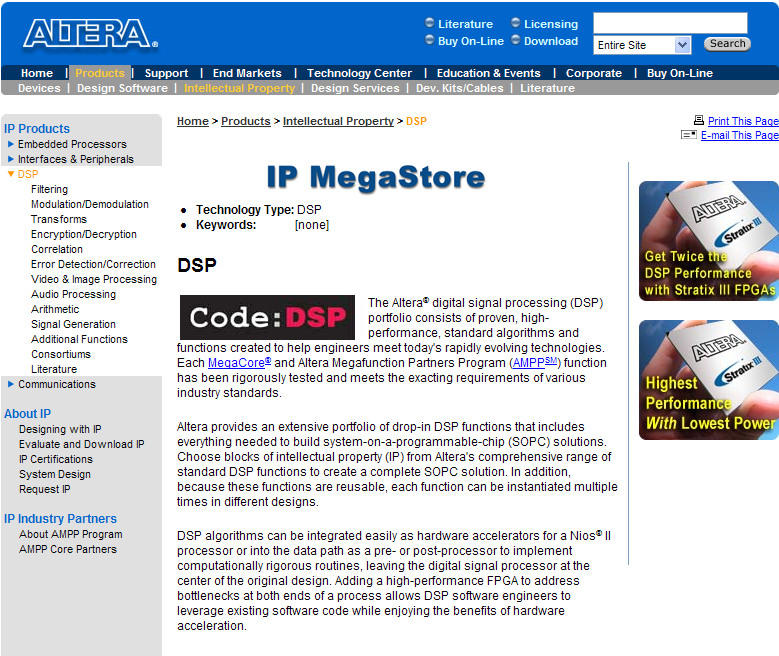 ALTERA®
Literature
Licensing
Buy On-Line
Download
Entire Site
Search
Home | Products | Support | End Markets | Technology Center | Education & Events | Corporate | Buy On-Line
Devices | Design Software | Intellectual Property | Design Services | Dev. Kits/Cables | Literature
IP Products
Embedded Processors
Interfaces & Peripherals
DSP
Filtering
Modulation/Demodulation
Transforms
Encryption/Decryption
Correlation
Error Detection/Correction
Video & Image Processing
Audio Processing
Arithmetic
Signal Generation
Additional Functions
Consortiums
Literature
Communications
About IP
Designing with IP
Evaluate and Download IP
IP Certifications
System Design
Request IP
IP Industry Partners
About AMPP Program
AMPP Core Partners
Home > Products > Intellectual Property > DSP
Print This Page
E-mail This Page
IP MegaStore
• Technology Type: DSP
• Keywords: [none]
DSP
Code:DSP
The Altera® digital signal processing (DSP)
portfolio consists of proven, high-
performance, standard algorithms and
functions created to help engineers meet today's rapidly evolving technologies.
Each MegaCore® and Altera Megafunction Partners Program (AMPPSM) function
has been rigorously tested and meets the exacting requirements of various
industry standards.
Altera provides an extensive portfolio of drop-in DSP functions that includes
everything needed to build system-on-a-programmable-chip (SOPC) solutions.
Choose blocks of intellectual property (IP) from Altera's comprehensive range of
standard DSP functions to create a complete SOPC solution. In addition,
because these functions are reusable, each function can be instantiated multiple
times in different designs.
DSP algorithms can be integrated easily as hardware accelerators for a Nios® II
processor or into the data path as a pre- or post-processor to implement
computationally rigorous routines, leaving the digital signal processor at the
center of the original design. Adding a high-performance FPGA to address
bottlenecks at both ends of a process allows DSP software engineers to
leverage existing software code while enjoying the benefits of hardware
acceleration.
ALTERA
Stratix III
Get Twice the
DSP Performance
with Stratix III FPGAs
ALTERA
Stratix III
Highest
Performance
With Lowest Power